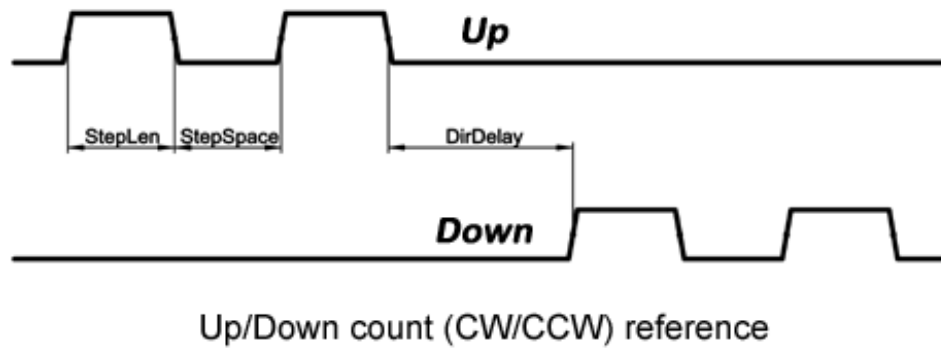 Up
StepLen StepSpace DirDelay
Down
Up/Down count (CW/CCW) reference